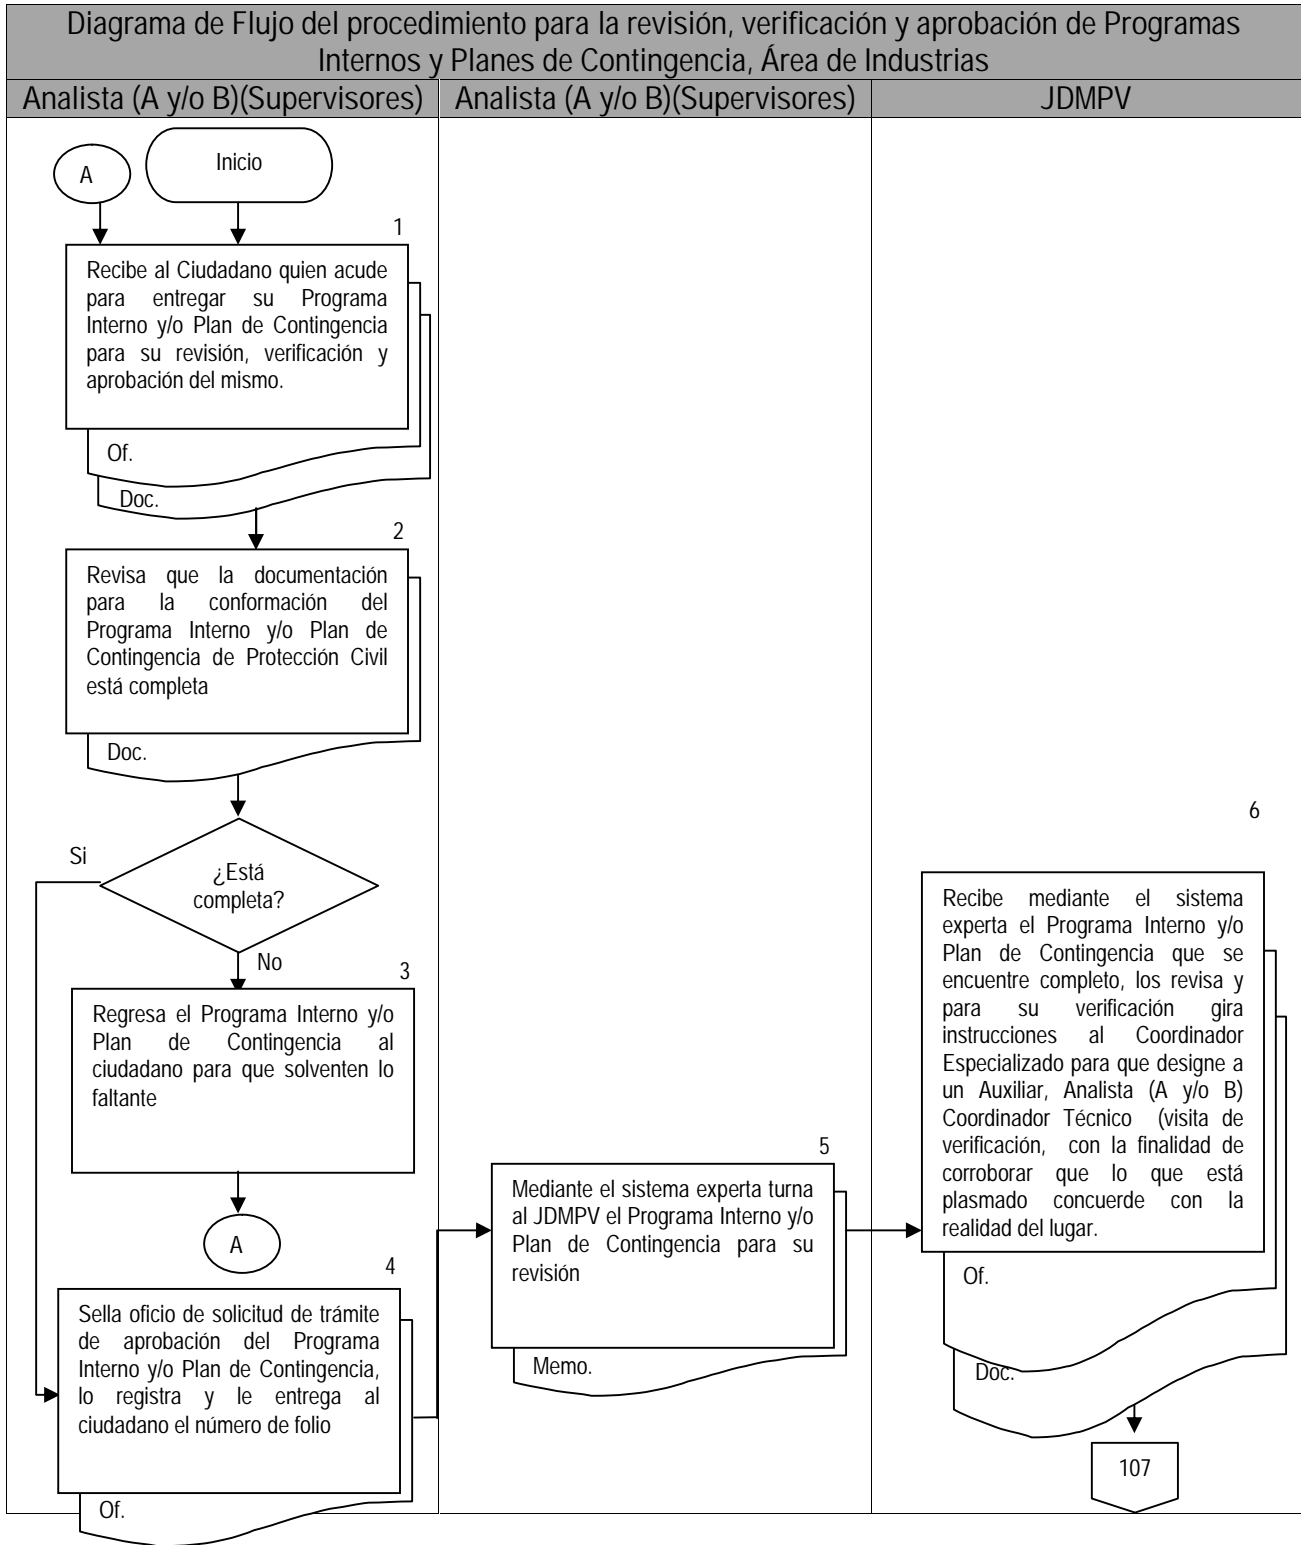 Diagrama de Flujo del procedimiento para la revisión, verificación y aprobación de Programas
Internos y Planes de Contingencia, Área de Industrias
Analista (A y/o B)(Supervisores)
Analista (A y/o B)(Supervisores)
JDMPV
A
Inicio
1
Recibe al Ciudadano quien acude
para entregar su Programa
Interno y/o Plan de Contingencia
para su revisión, verificación y
aprobación del mismo.
Of.
Doc.
2
Revisa que la documentación
para la conformación del
Programa Interno y/o Plan de
Contingencia de Protección Civil
está completa
Doc.
Si
¿Está
completa?
No
3
Regresa el Programa Interno y/o
Plan de Contingencia al
ciudadano para que solventen lo
faltante
A
4
Sella oficio de solicitud de trámite
de aprobación del Programa
Interno y/o Plan de Contingencia,
lo registra y le entrega al
ciudadano el número de folio
Of.
5
Mediante el sistema experta turna
al JDMPV el Programa Interno y/o
Plan de Contingencia para su
revisión
Memo.
6
Recibe mediante el sistema
experta el Programa Interno y/o
Plan de Contingencia que se
encuentre completo, los revisa y
para su verificación gira
instrucciones al Coordinador
Especializado para que designe a
un Auxiliar, Analista (A y/o B)
Coordinador Técnico (visita de
verificación, con la finalidad de
corroborar que lo que está
plasmado concuerde con la
realidad del lugar.
Of.
Doc.
107